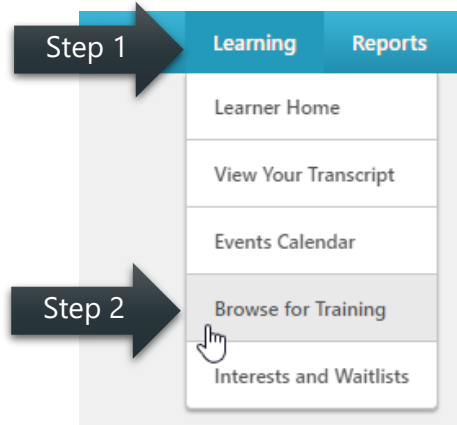 Step 1
Learning
Reports
Learner Home
View Your Transcript
Events Calendar
Step 2
Browse for Training
Interests and Waitlists